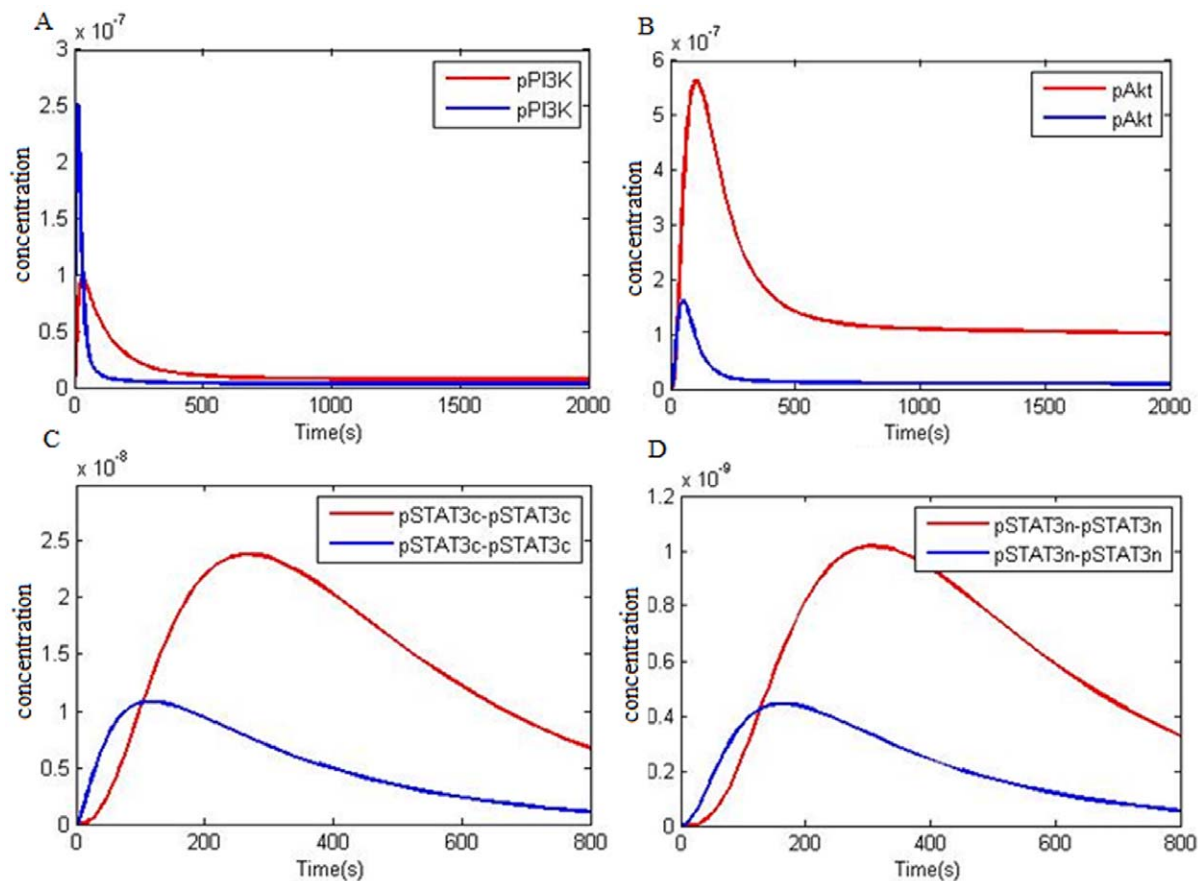 A
x 10-7
3
2.5
2
1.5
1
0.5
0
concentration
pPI3K
pPI3K
0 500 1000 1500 2000
Time(s)
B
x 10-7
6
5
4
3
2
1
0
concentration
pAkt
pAkt
0 500 1000 1500 2000
Time(s)
C
x 10-8
2.5
2
1.5
1
0.5
0
concentration
pSTAT3c-pSTAT3c
pSTAT3c-pSTAT3c
0 200 400 600 800
Time(s)
D
x 10-9
1.2
1
0.8
0.6
0.4
0.2
0
concentration
pSTAT3n-pSTAT3n
pSTAT3n-pSTAT3n
0 200 400 600 800
Time(s)